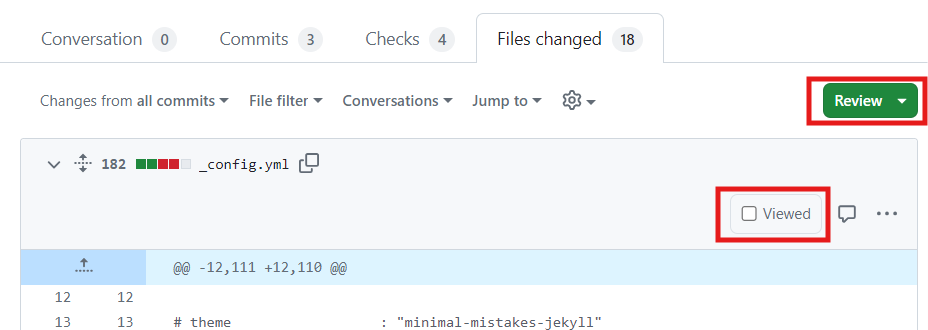 Conversation 0 Commits 3 Checks 4 Files changed 18
Changes from all commits File filter Conversations Jump to Review
182 _config.yml
Viewed
@@ -12,111 +12,110 @@
12 12
13 13 # theme : "minimal-mistakes-jekyll"